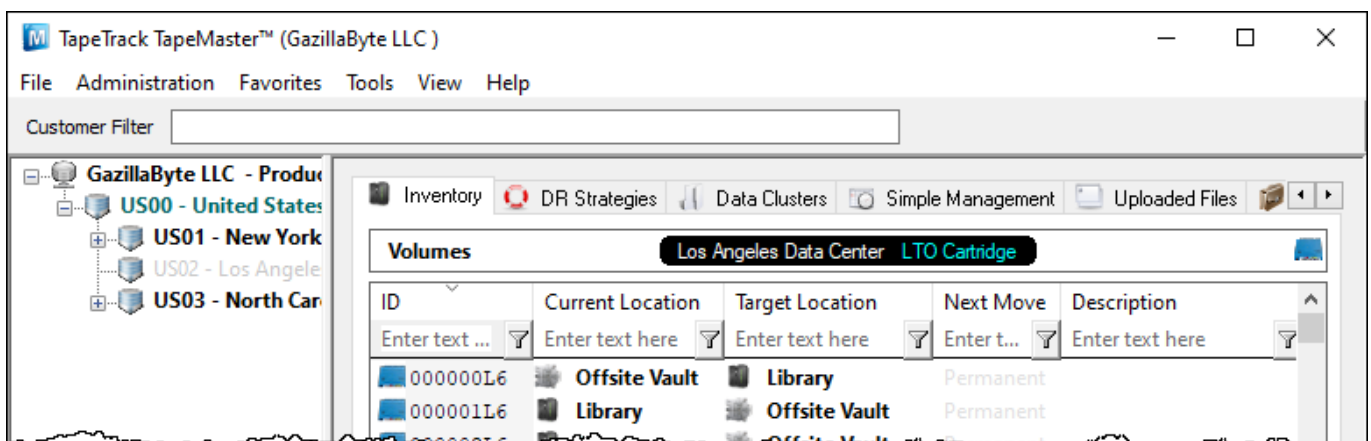 TapeTrack TapeMaster™ (GazillaByte LLC )
File Administration Favorites Tools View Help
Customer Filter
GazillaByte LLC - Produc
US00 - United States
US01 - New York
US02 - Los Angele
US03 - North Car
Inventory DR Strategies Data Clusters Simple Management Uploaded Files
Volumes Los Angeles Data Center LTO Cartridge
ID Current Location Target Location Next Move Description
Enter text ... Enter text here Enter text here Enter t... Enter text here
000000L6 Offsite Vault Library Permanent
000001L6 Library Offsite Vault Permanent